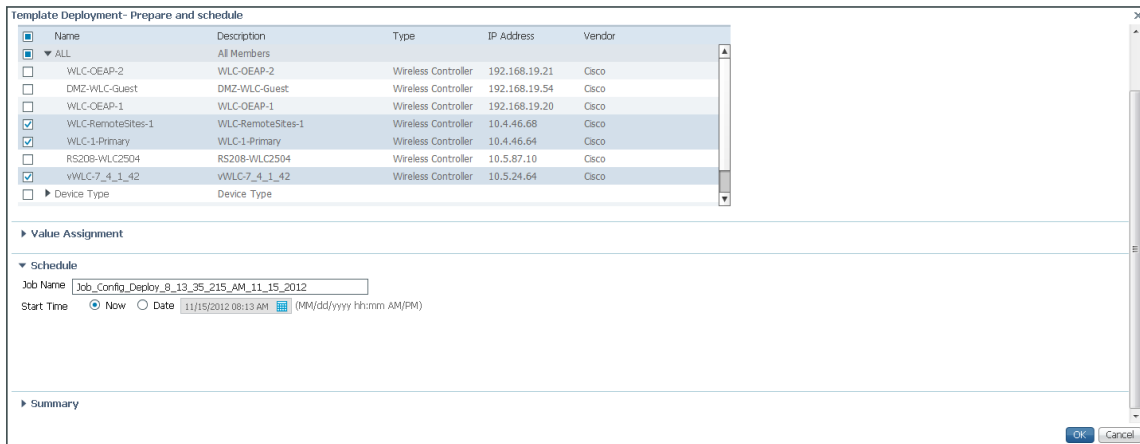 Template Deployment- Prepare and schedule
Name Description Type IP Address Vendor
ALL All Members
WLC-OEAP-2 WLC-OEAP-2 Wireless Controller 192.168.19.21 Cisco
DMZ-WLC-Guest DMZ-WLC-Guest Wireless Controller 192.168.19.54 Cisco
WLC-OEAP-1 WLC-OEAP-1 Wireless Controller 192.168.19.20 Cisco
WLC-RemoteSites-1 WLC-RemoteSites-1 Wireless Controller 10.4.46.68 Cisco
WLC-1-Primary WLC-1-Primary Wireless Controller 10.4.46.64 Cisco
RS208-WLC2504 RS208-WLC2504 Wireless Controller 10.5.87.10 Cisco
vWLC-7_4_1_42 vWLC-7_4_1_42 Wireless Controller 10.5.24.64 Cisco
Device Type Device Type
Value Assignment
Schedule
Job Name Job_Config_Deploy_8_13_35_215_AM_11_15_2012
Start Time Now Date 11/15/2012 08:13 AM (MM/dd/yyyy hh:mm AM/PM)
Summary
OK Cancel